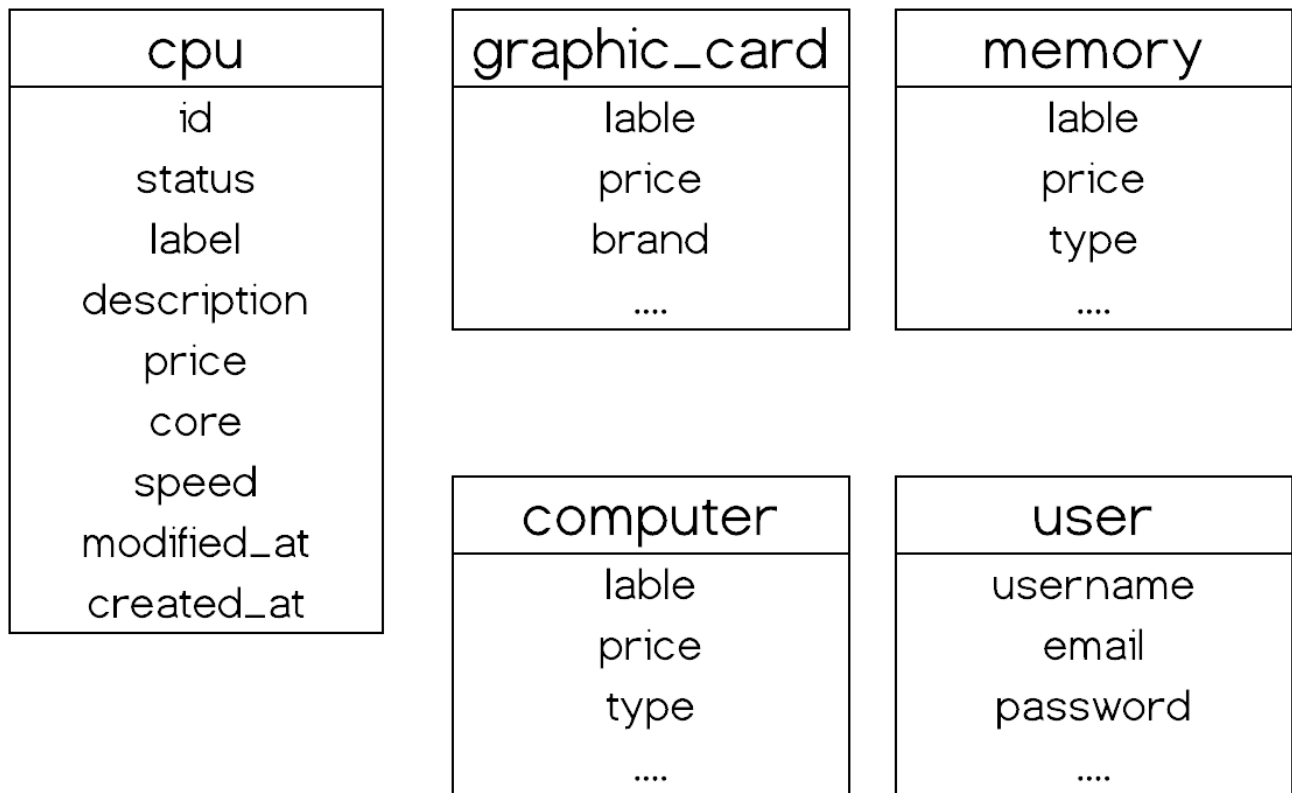 cpu
id
status
label
description
price
core
speed
modified_at
created_at
graphic_card
lable
price
brand
....
memory
lable
price
type
....
computer
lable
price
type
....
user
username
email
password
....